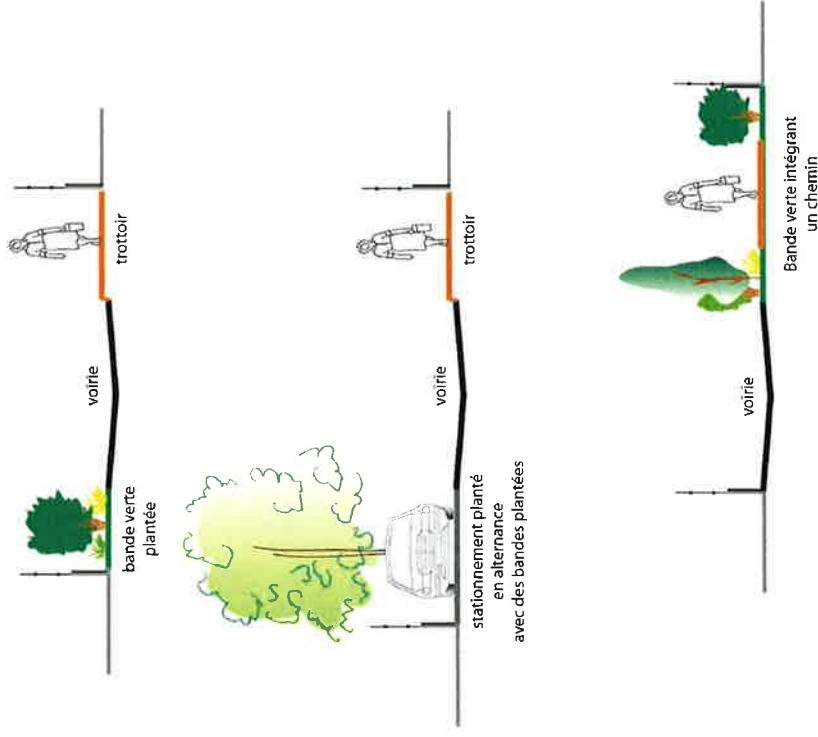 bande verte
plantée
voirie
trottoir
stationnement planté
en alternance
avec des bandes plantées
voirie
trottoir
voirie
Bande verte intégrant
un chemin